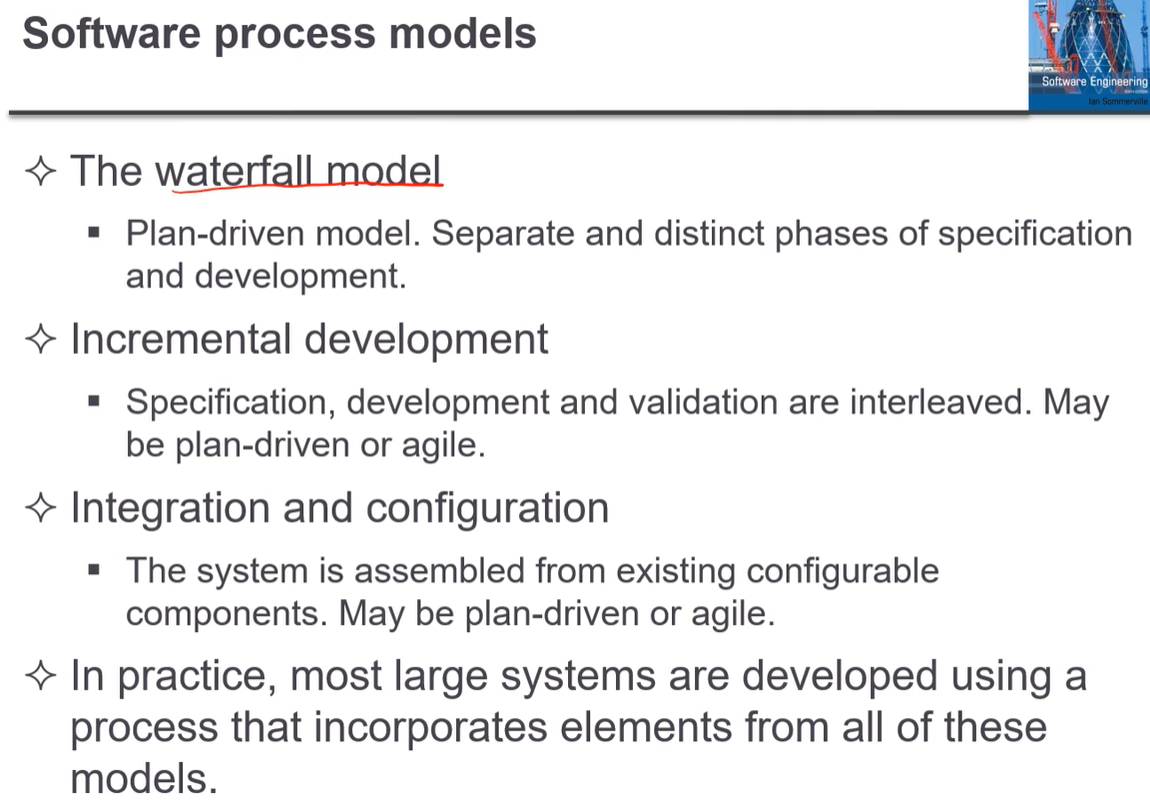 Software process models
Software Engineering
Ian Sommerville
✧ The waterfall model
▪ Plan-driven model. Separate and distinct phases of specification
and development.
✧ Incremental development
▪ Specification, development and validation are interleaved. May
be plan-driven or agile.
✧ Integration and configuration
▪ The system is assembled from existing configurable
components. May be plan-driven or agile.
✧ In practice, most large systems are developed using a
process that incorporates elements from all of these
models.